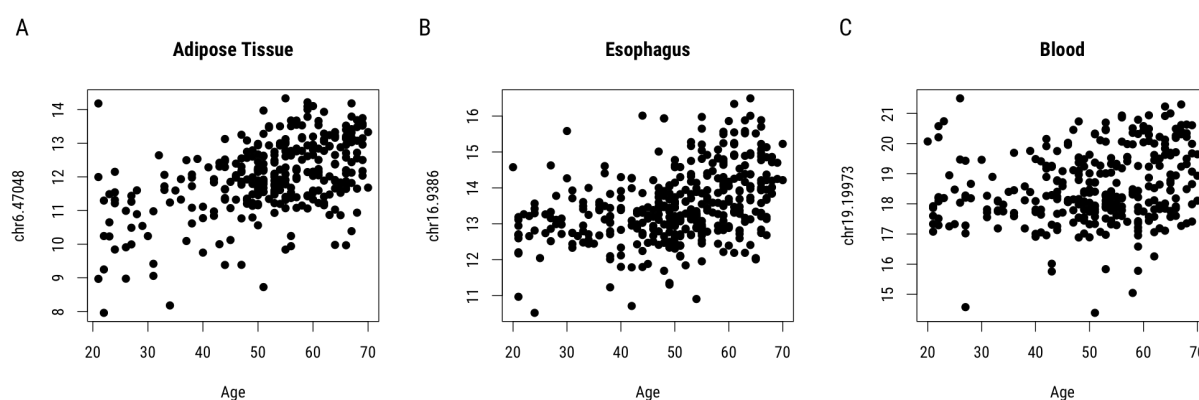 A
Adipose Tissue
chr6.47048
14
13
12
11
10
9
8
20 30 40 50 60 70
Age
B
Esophagus
chr16.9386
16
15
14
13
12
11
20 30 40 50 60 70
Age
C
Blood
chr19.19973
21
20
19
18
17
16
15
20 30 40 50 60 70
Age